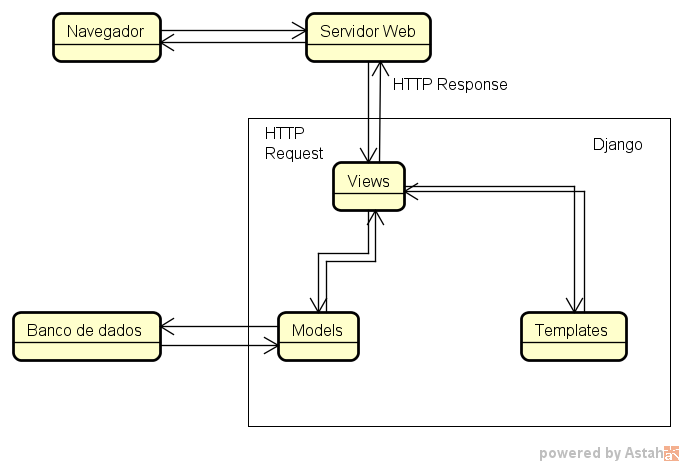 Navegador
Servidor Web
HTTP Response
HTTP
Request
Django
Views
Banco de dados
Models
Templates
powered by Astah